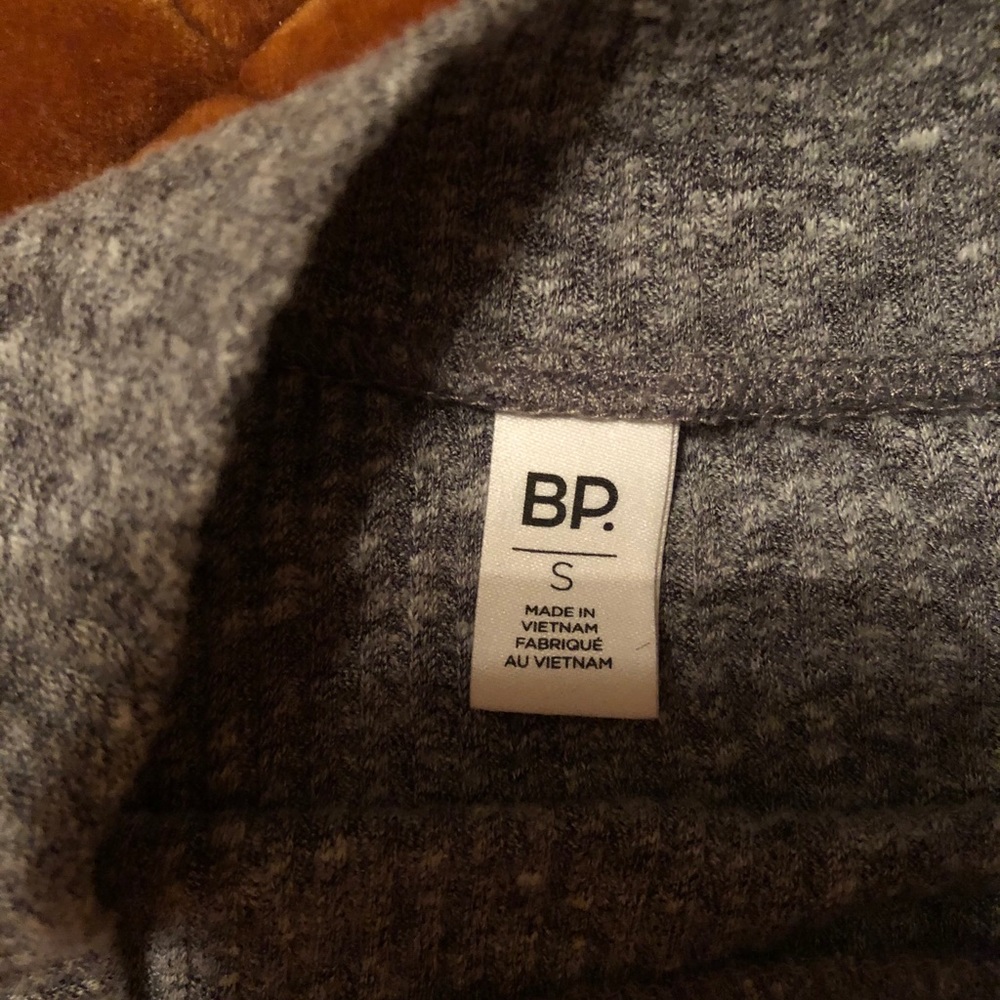 BP.
S
MADE IN
VIETNAM
FABRIQUÉ
AU VIETNAM